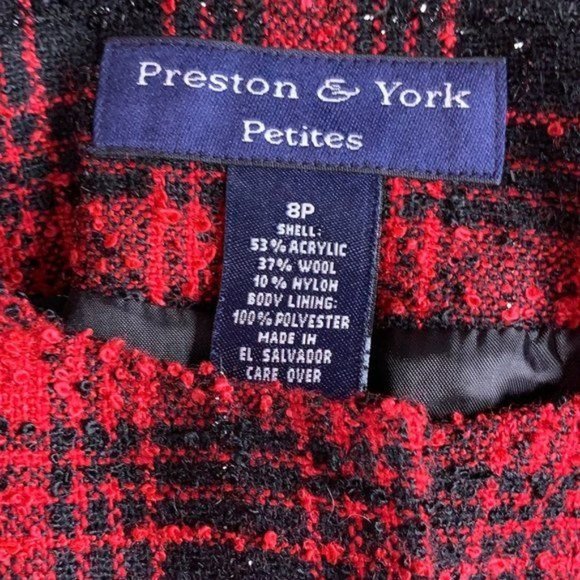 Preston & York
Petites
8P
SHELL:
53% ACRYLIC
37% WOOL
10% NYLON
BODY LINING:
100% POLYESTER
MADE IN
EL SALVADOR
CARE OVER